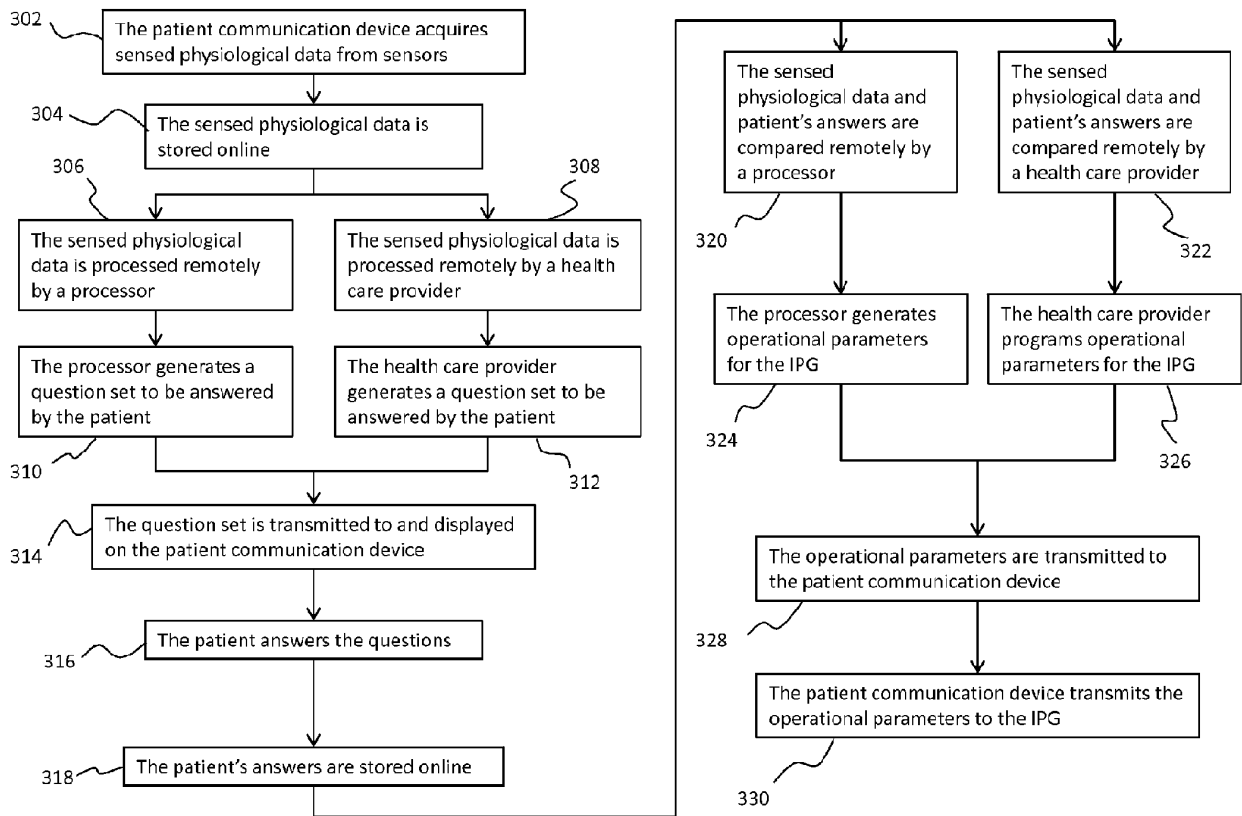 302
The patient communication device acquires
sensed physiological data from sensors
304
The sensed physiological data is
stored online
306
308
The sensed physiological
data is processed remotely
by a processor
The sensed physiological data is
processed remotely by a health
care provider
The processor generates a
question set to be answered
by the patient
The health care provider
generates a question set to be
answered by the patient
310
312
The question set is transmitted to and displayed
on the patient communication device
314
The patient answers the questions
316
The patient's answers are stored online
318
The sensed
physiological data and
patient's answers are
compared remotely by
a processor
The sensed
physiological data and
patient's answers are
compared remotely by
a health care provider
320
322
The processor generates
operational parameters
for the IPG
The health care provider
programs operational
parameters for the IPG
324
326
The operational parameters are transmitted to
the patient communication device
328
The patient communication device transmits the
operational parameters to the IPG
330